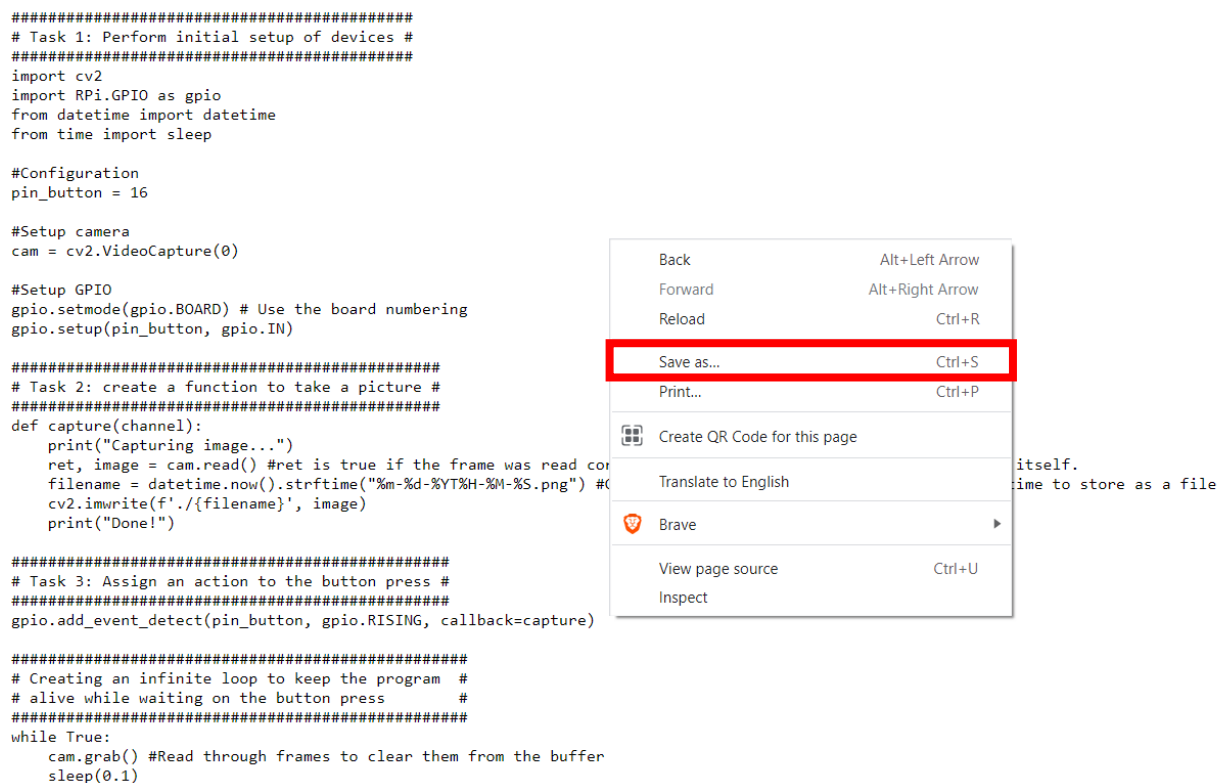 ############################################
# Task 1: Perform initial setup of devices #
############################################
import cv2
import RPi.GPIO as gpio
from datetime import datetime
from time import sleep
#Configuration
pin_button = 16
#Setup camera
cam = cv2.VideoCapture(0)
#Setup GPIO
gpio.setmode(gpio.BOARD) # Use the board numbering
gpio.setup(pin_button, gpio.IN)
###############################################
# Task 2: create a function to take a picture #
###############################################
def capture(channel):
    print("Capturing image...")
    ret, image = cam.read() #ret is true if the frame was read cor itself.
    filename = datetime.now().strftime("%m-%d-%YT%H-%M-%S.png") # ime to store as a file
    cv2.imwrite(f'./{filename}', image)
    print("Done!")
################################################
# Task 3: Assign an action to the button press #
################################################
gpio.add_event_detect(pin_button, gpio.RISING, callback=capture)
##################################################
# Creating an infinite loop to keep the program  #
# alive while waiting on the button press        #
##################################################
while True:
    cam.grab() #Read through frames to clear them from the buffer
    sleep(0.1)
Back Alt+Left Arrow
Forward Alt+Right Arrow
Reload Ctrl+R
Save as... Ctrl+S
Print... Ctrl+P
Create QR Code for this page
Translate to English
Brave
View page source Ctrl+U
Inspect